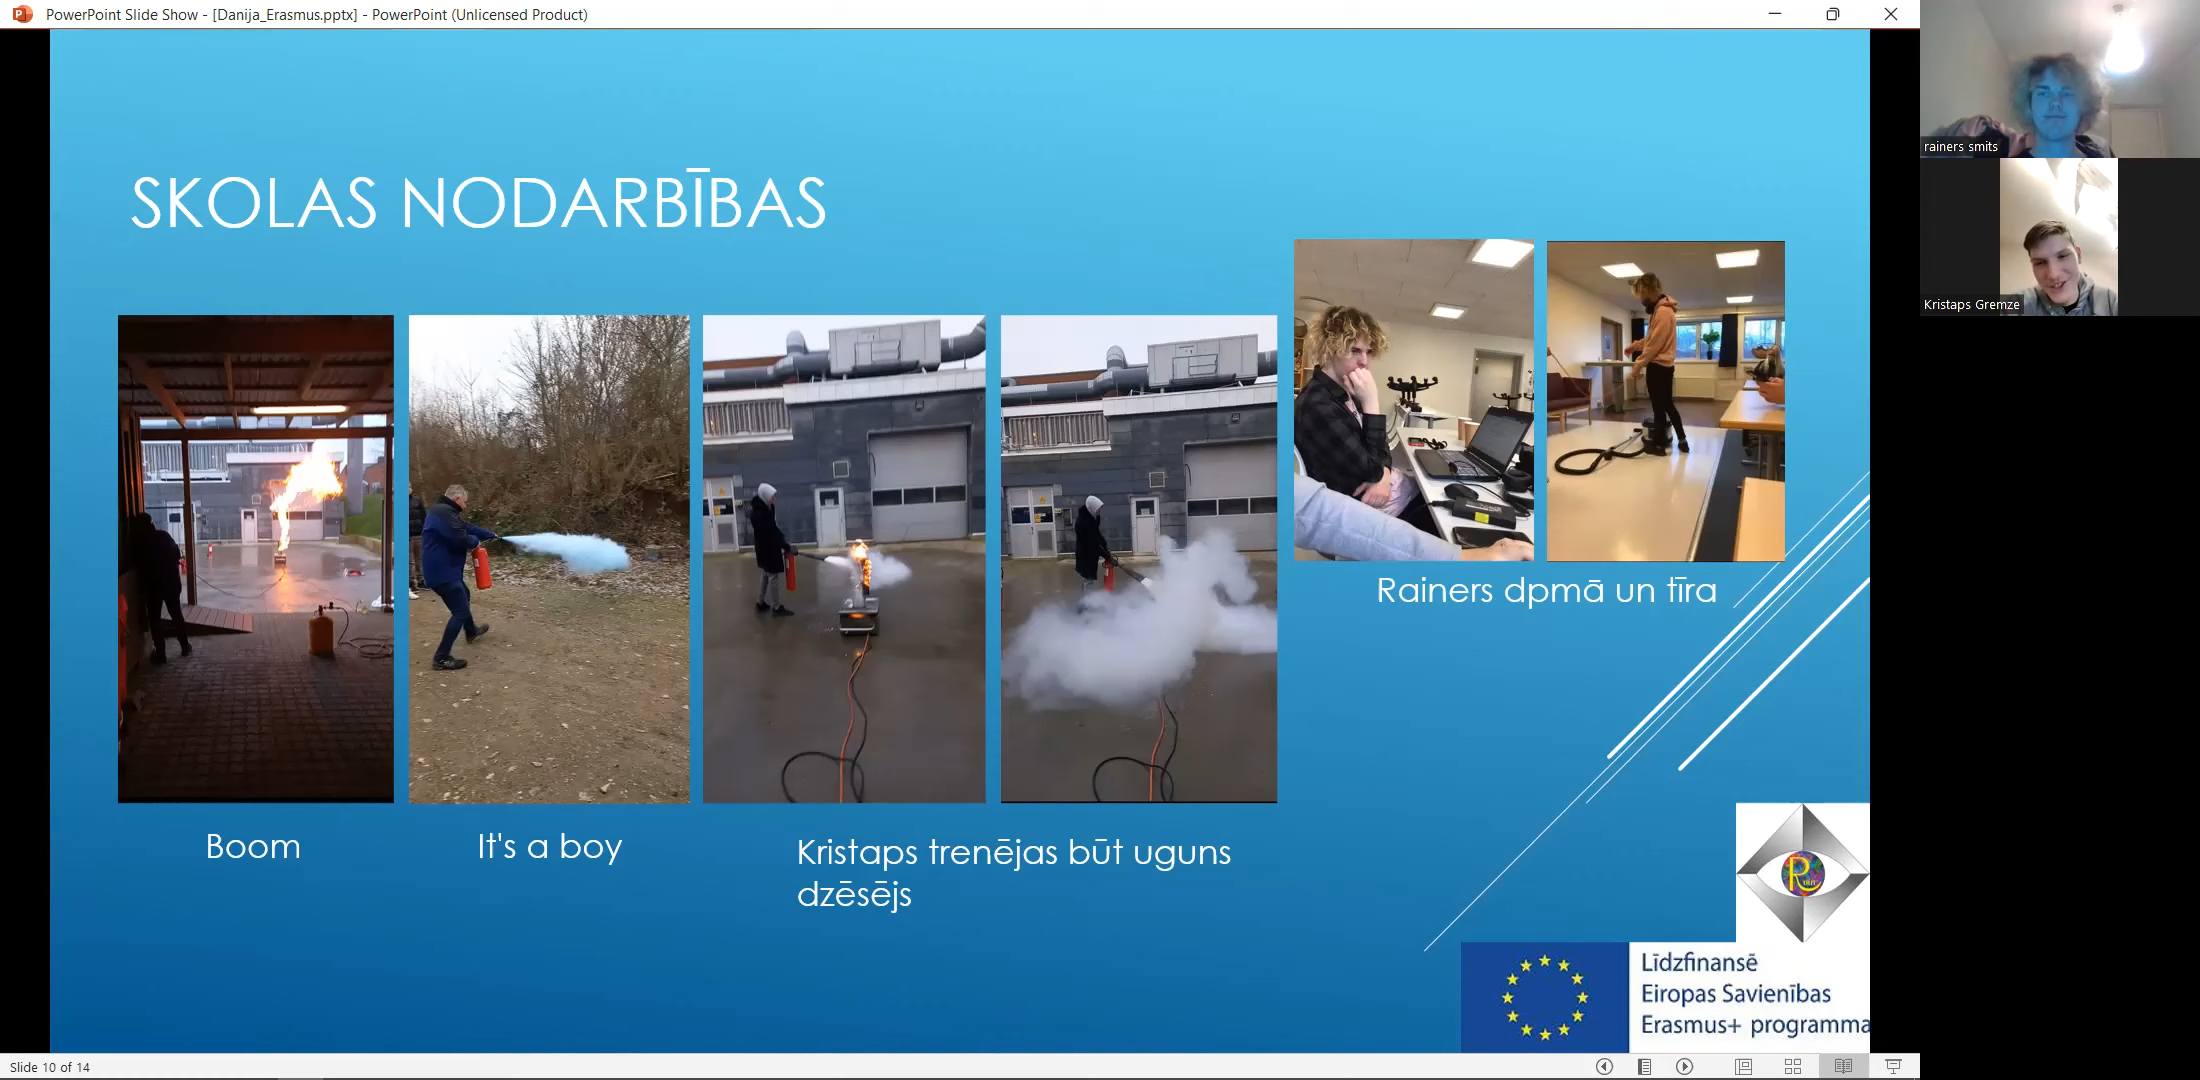 PowerPoint Slide Show - [Danija_Erasmus.pptx] - PowerPoint (Unlicensed Product)
rainers smits
Kristaps Gremze
SKOLAS NODARBĪBAS
Rainers dpmā un tīra
Boom
It's a boy
Kristaps trenējas būt uguns
dzēsējs
Līdzfinansē
Eiropas Savienības
Erasmus+ programma
Slide 10 of 14